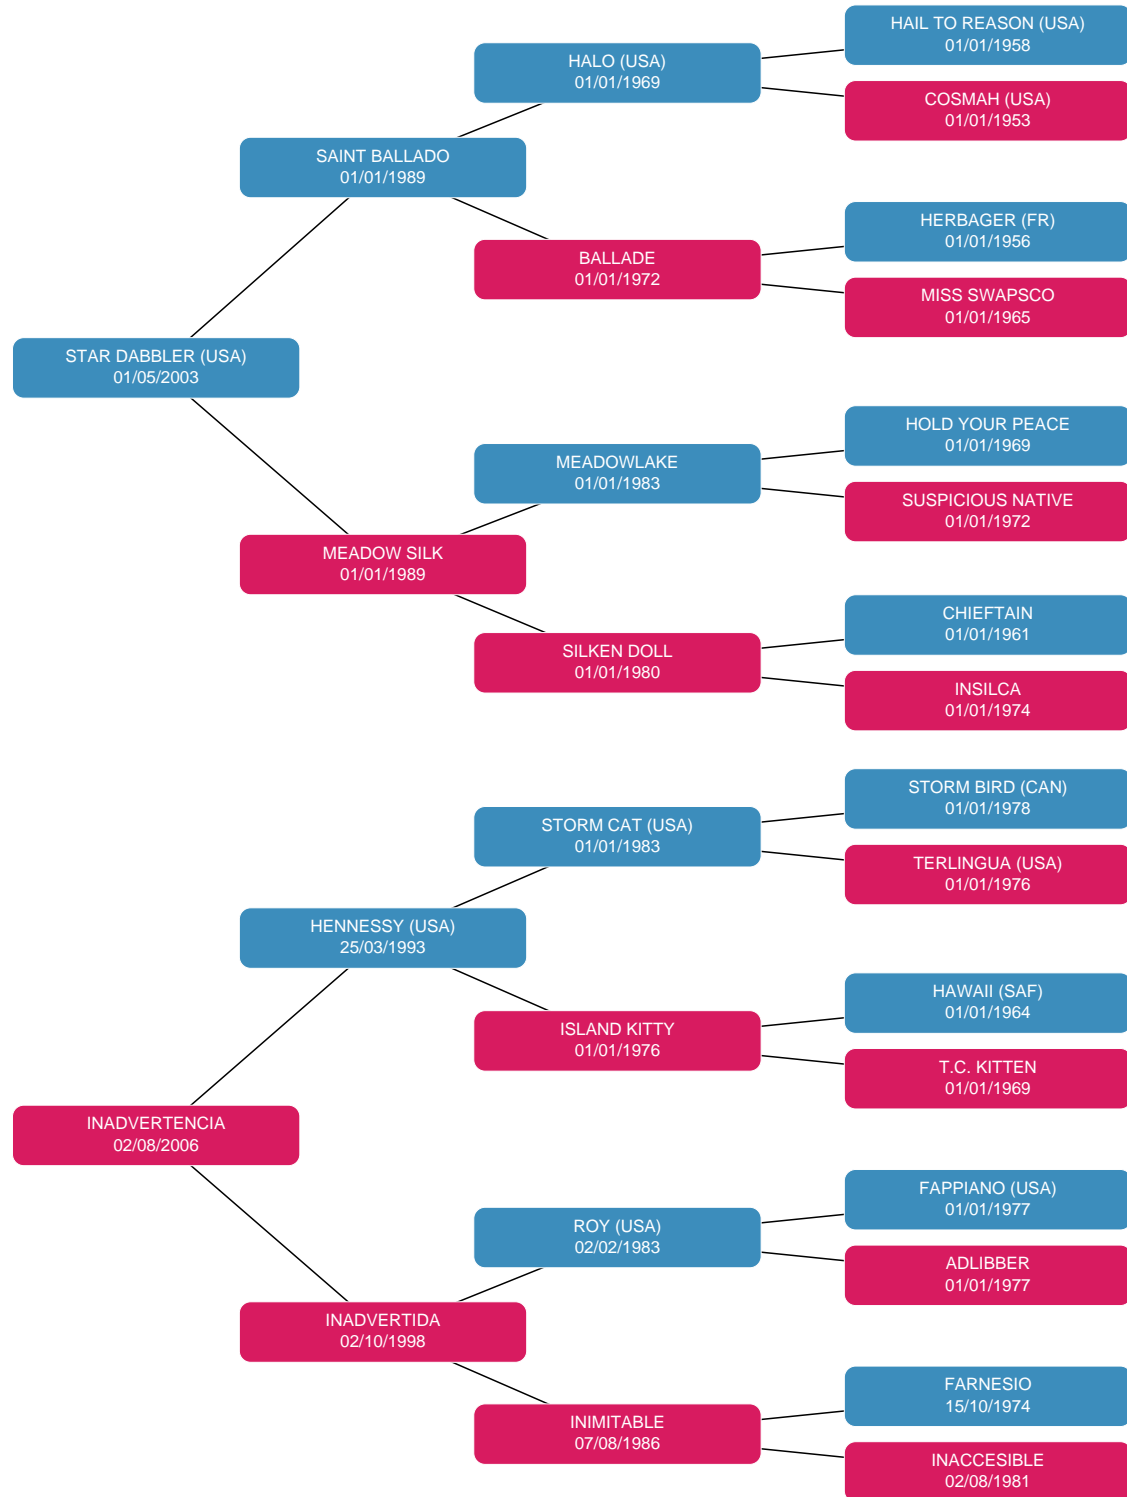 HAIL TO REASON (USA)
01/01/1958
HALO (USA)
01/01/1969
COSMAH (USA)
01/01/1953
SAINT BALLADO
01/01/1989
HERBAGER (FR)
01/01/1956
BALLADE
01/01/1972
MISS SWAPSCO
01/01/1965
STAR DABBLER (USA)
01/05/2003
HOLD YOUR PEACE
01/01/1969
MEADOWLAKE
01/01/1983
SUSPICIOUS NATIVE
01/01/1972
MEADOW SILK
01/01/1989
CHIEFTAIN
01/01/1961
SILKEN DOLL
01/01/1980
INSILCA
01/01/1974
STORM BIRD (CAN)
01/01/1978
STORM CAT (USA)
01/01/1983
TERLINGUA (USA)
01/01/1976
HENNESSY (USA)
25/03/1993
HAWAII (SAF)
01/01/1964
ISLAND KITTY
01/01/1976
T.C. KITTEN
01/01/1969
INADVERTENCIA
02/08/2006
FAPPIANO (USA)
01/01/1977
ROY (USA)
02/02/1983
ADLIBBER
01/01/1977
INADVERTIDA
02/10/1998
FARNESIO
15/10/1974
INIMITABLE
07/08/1986
INACCESIBLE
02/08/1981